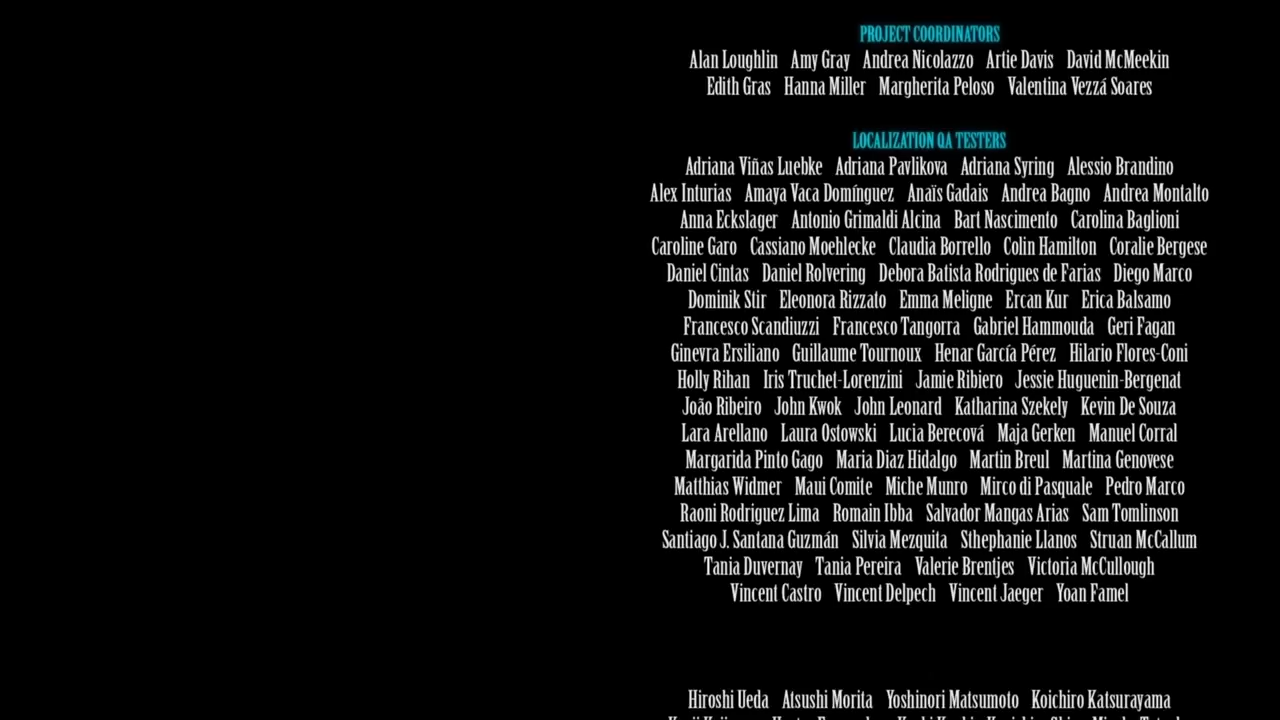 PROJECT COORDINATORS
Alan Loughlin Amy Gray Andrea Nicolazzo Artie Davis David McMeekin
Edith Gras Hanna Miller Margherita Peloso Valentina Vezzá Soares
LOCALIZATION QA TESTERS
Adriana Viñas Luebke Adriana Pavlikova Adriana Syring Alessio Brandino
Alex Inturias Amaya Vaca Domínguez Anaïs Gadais Andrea Bagno Andrea Montalto
Anna Eckslager Antonio Grimaldi Alcina Bart Nascimento Carolina Baglioni
Caroline Garo Cassiano Moehlecke Claudia Borrello Colin Hamilton Coralie Bergese
Daniel Cintas Daniel Rolvering Debora Batista Rodrigues de Farias Diego Marco
Dominik Stir Eleonora Rizzato Emma Meligne Ercan Kur Erica Balsamo
Francesco Scandiuzzi Francesco Tangorra Gabriel Hammouda Geri Fagan
Ginevra Ersiliano Guillaume Tournoux Henar García Pérez Hilario Flores-Coni
Holly Rihan Iris Truchet-Lorenzini Jamie Ribiero Jessie Huguenin-Bergenat
João Ribeiro John Kwok John Leonard Katharina Szekely Kevin De Souza
Lara Arellano Laura Ostowski Lucia Berecová Maja Gerken Manuel Corral
Margarida Pinto Gago Maria Diaz Hidalgo Martin Breul Martina Genovese
Matthias Widmer Maui Comite Miche Munro Mirco di Pasquale Pedro Marco
Raoni Rodriguez Lima Romain Ibba Salvador Mangas Arias Sam Tomlinson
Santiago J. Santana Guzmán Silvia Mezquita Sthephanie Llanos Struan McCallum
Tania Duvernay Tania Pereira Valerie Brentjes Victoria McCullough
Vincent Castro Vincent Delpech Vincent Jaeger Yoan Famel
Hiroshi Ueda Atsushi Morita Yoshinori Matsumoto Koichiro Katsurayama